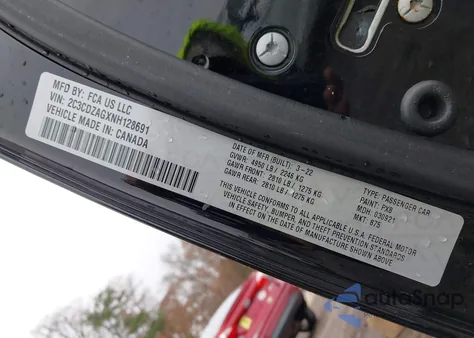 MFD BY: FCA US LLC
VIN: 2C3CDZAGXNH128691
VEHICLE MADE IN: CANADA
DATE OF MFR (BUILT): 3-22
GVWR: 4950 LB / 2246 KG
GAWR FRONT: 2810 LB / 1275 KG
GAWR REAR: 2810 LB / 1275 KG
THIS VEHICLE CONFORMS TO ALL APPLICABLE U.S.A. FEDERAL MOTOR
VEHICLE SAFETY, BUMPER, AND THEFT PREVENTION STANDARDS
IN EFFECT ON THE DATE OF MANUFACTURE SHOWN ABOVE.
TYPE: PASSENGER CAR
PAINT: PX8
MDH: 030921
MKT: 875
autoSnap